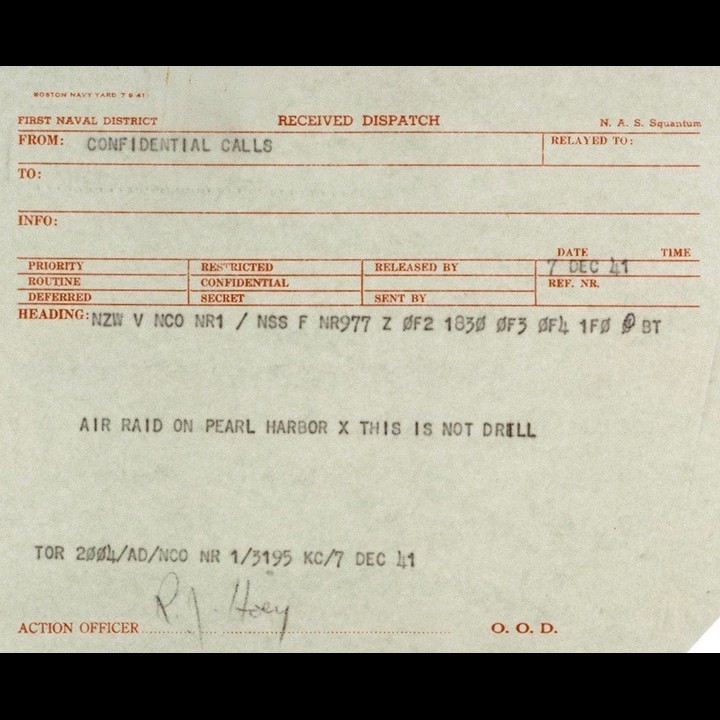 BOSTON NAVY YARD 7 9-41
FIRST NAVAL DISTRICT RECEIVED DISPATCH N. A. S. Squantum
FROM: CONFIDENTIAL CALLS RELAYED TO:
TO:
INFO:
DATE TIME
PRIORITY RESTRICTED RELEASED BY 7 DEC 41
ROUTINE CONFIDENTIAL REF. NR.
DEFERRED SECRET SENT BY
HEADING: NZW V NCO NR1 / NSS F NR977 Z ØF2 183Ø ØF3 ØF4 1FØ Ø BT
AIR RAID ON PEARL HARBOR X THIS IS NOT DRILL
TOR 2ØØ4/AD/NCO NR 1/3195 KC/7 DEC 41
R. J. Hoey
ACTION OFFICER O. O. D.